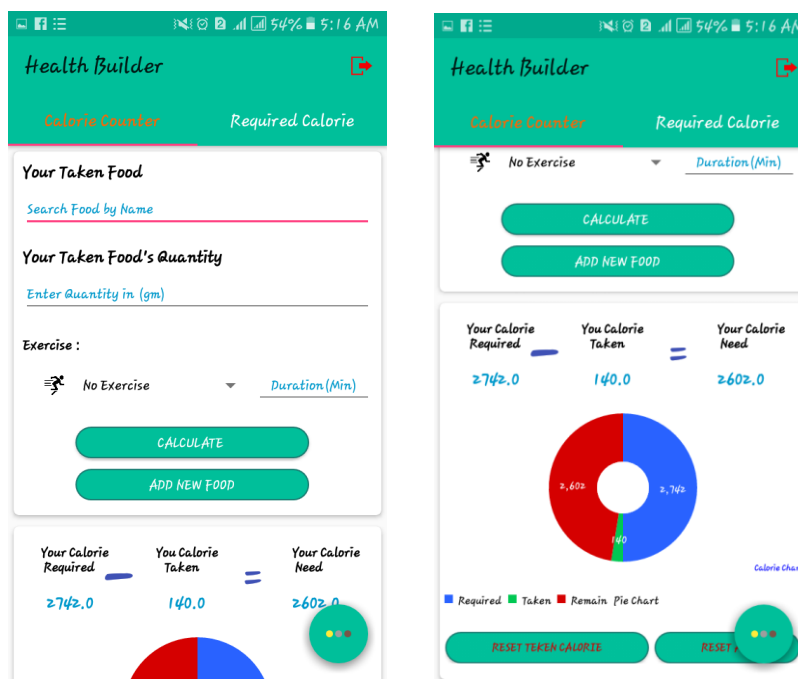 54% 5:16 AM
Health Builder
Calorie Counter Required Calorie
Your Taken Food
Search Food by Name
Your Taken Food's Quantity
Enter Quantity in (gm)
Exercise :
No Exercise Duration(Min)
CALCULATE
ADD NEW FOOD
Your Calorie Required You Calorie Taken Your Calorie Need
2742.0 140.0 2602.0
54% 5:16 AM
Health Builder
Calorie Counter Required Calorie
No Exercise Duration(Min)
CALCULATE
ADD NEW FOOD
Your Calorie Required You Calorie Taken Your Calorie Need
2742.0 140.0 2602.0
2,602 2,742
140
Calorie Char
Required Taken Remain Pie Chart
RESET TEKEN CALORIE RESET